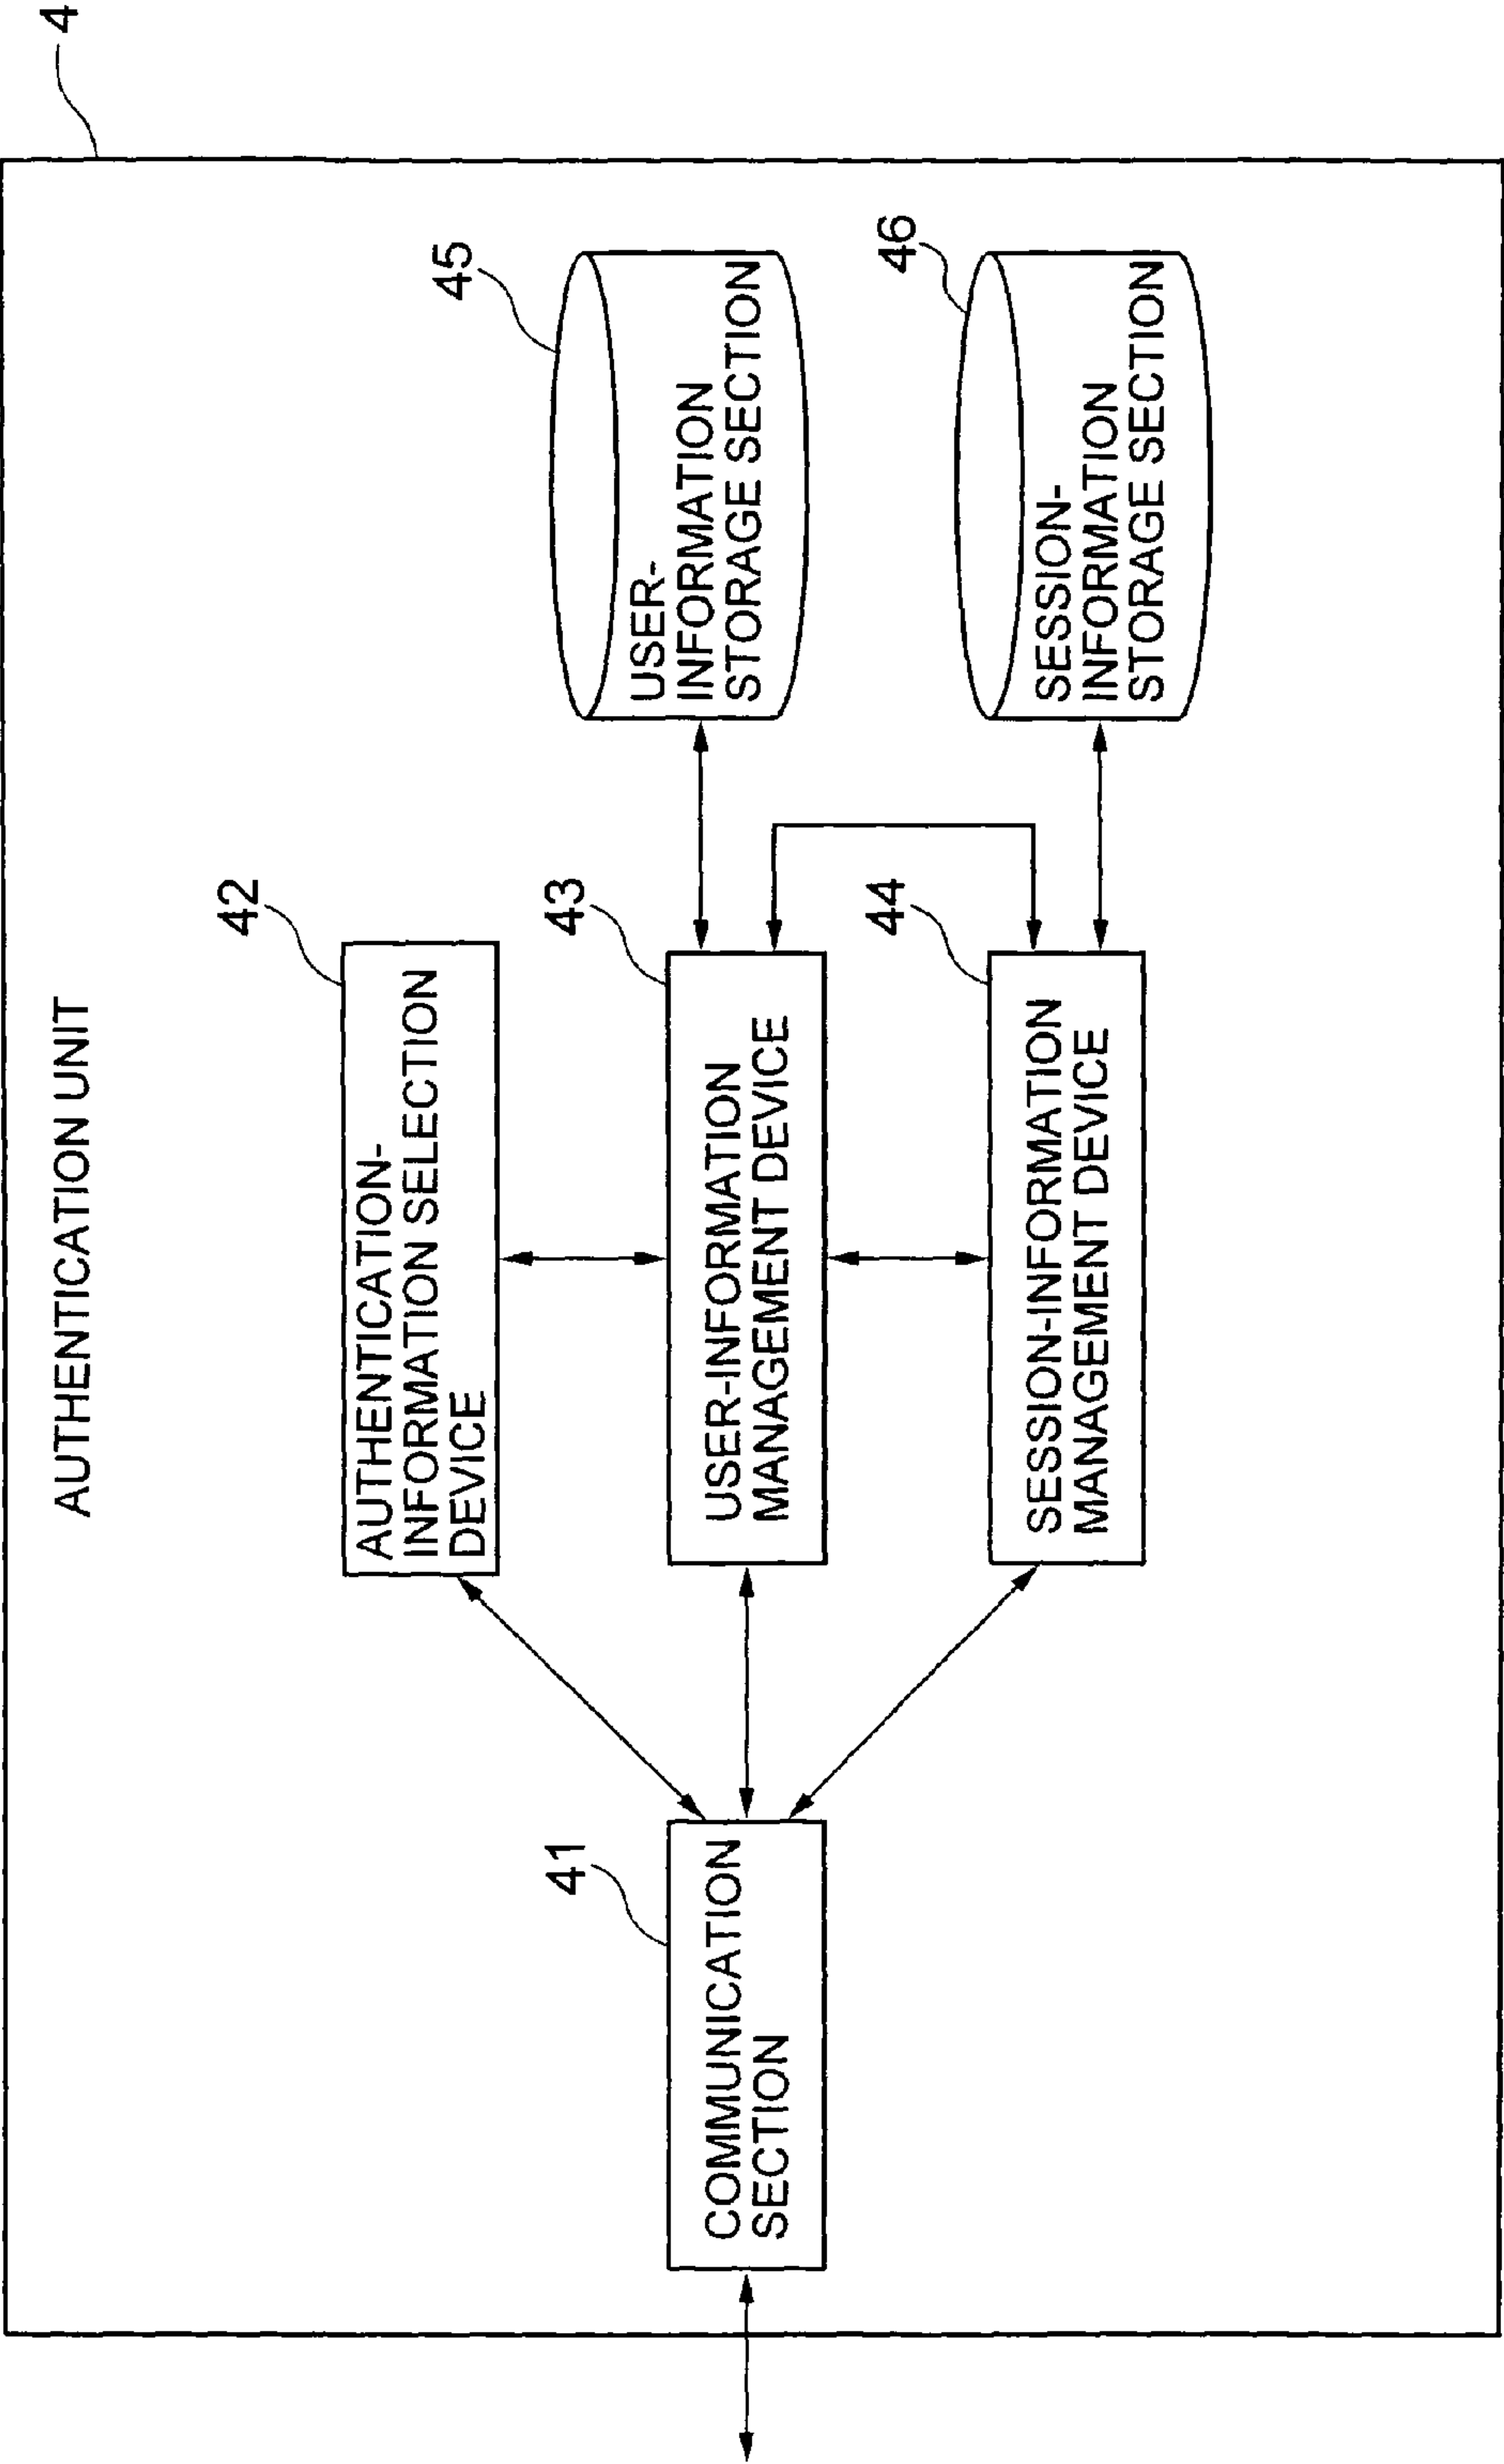 4
AUTHENTICATION UNIT
42
AUTHENTICATION-
INFORMATION SELECTION
DEVICE
45
USER-
INFORMATION
STORAGE SECTION
41
COMMUNICATION
SECTION
43
USER-INFORMATION
MANAGEMENT DEVICE
46
SESSION-
INFORMATION
STORAGE SECTION
44
SESSION-INFORMATION
MANAGEMENT DEVICE